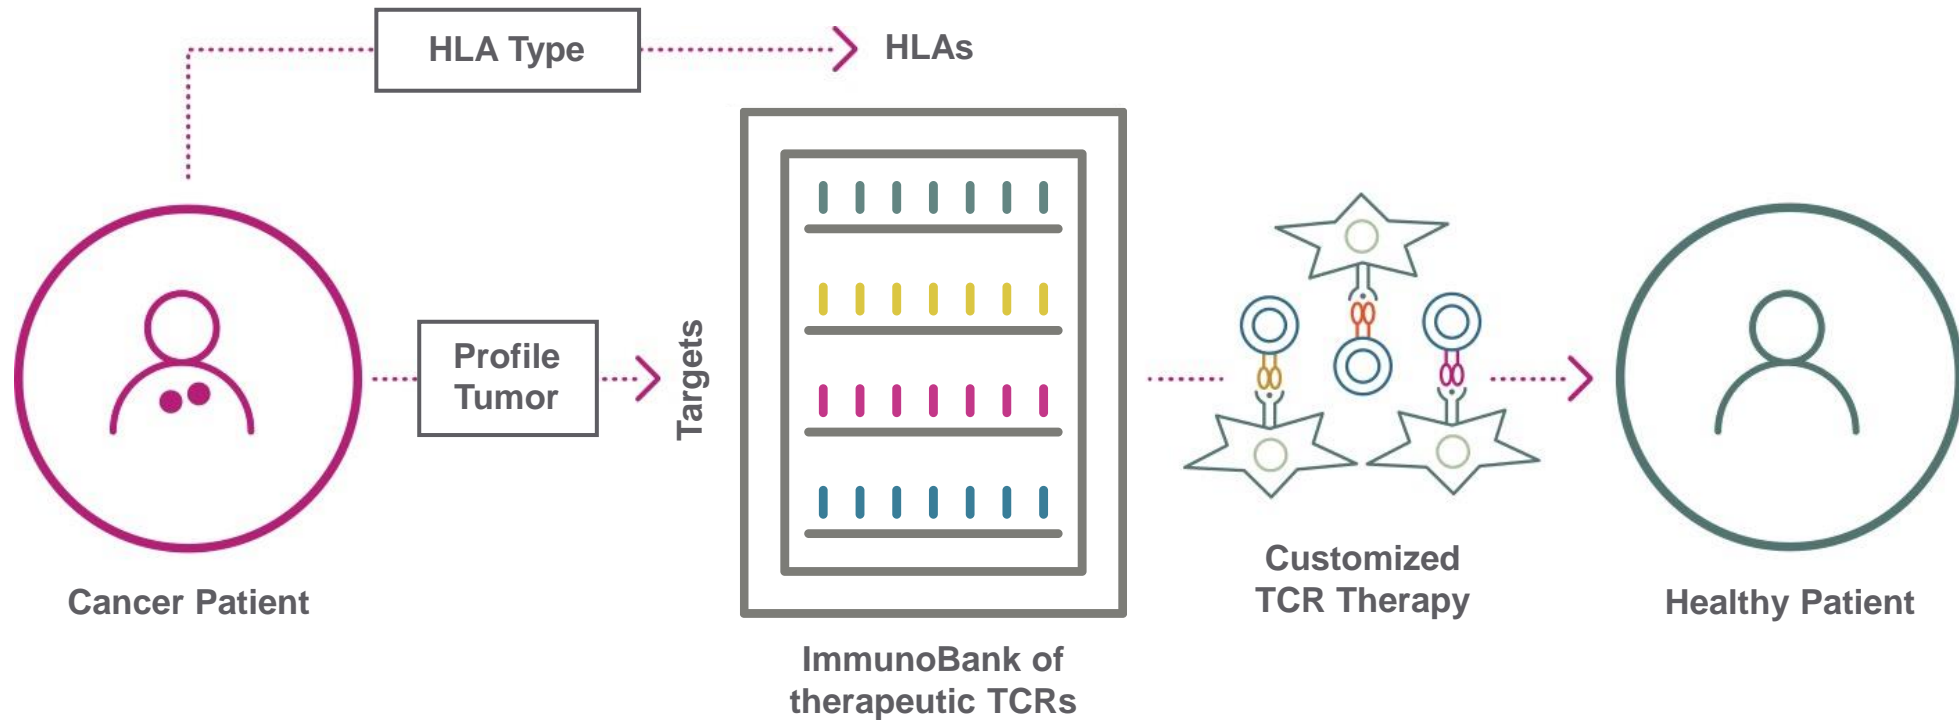 HLA Type
HLAs
Profile
Tumor
Targets
Cancer Patient
ImmunoBank of
therapeutic TCRs
Customized
TCR Therapy
Healthy Patient